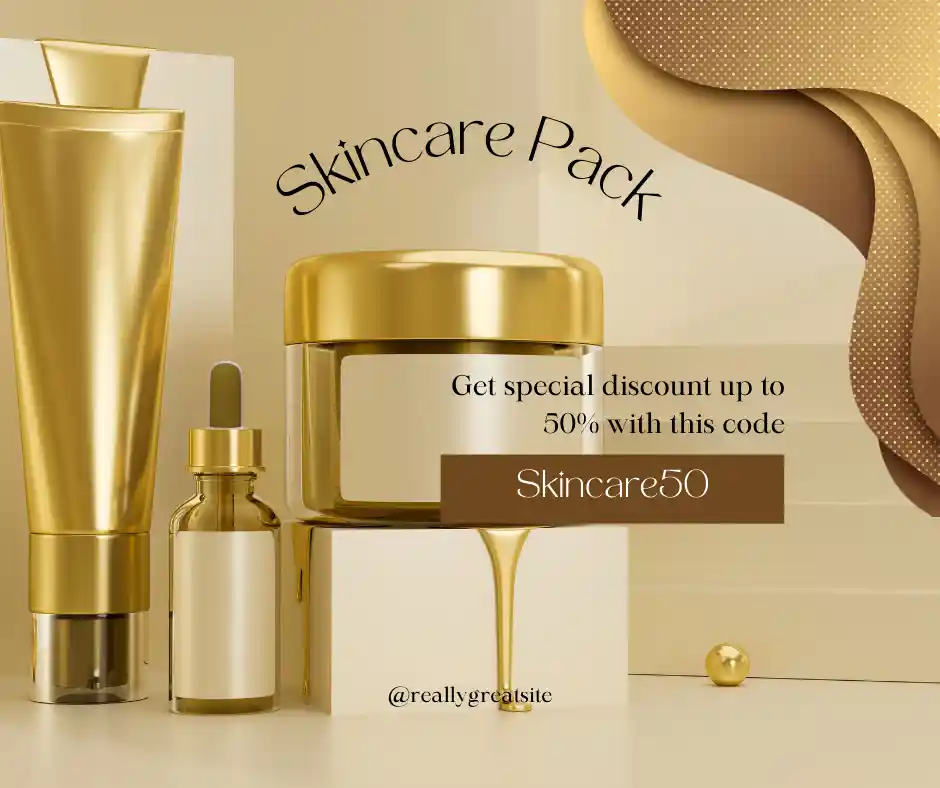 Skincare Pack
Get special discount up to
50% with this code
Skincare50
@reallygreatsite